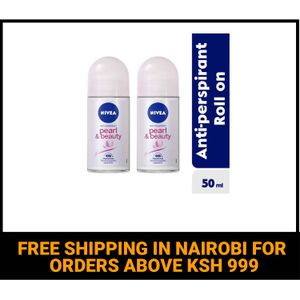 NIVEA
pearl
& beauty
NIVEA
pearl
& beauty
Anti-perspirant
Roll on
50 ml
FREE SHIPPING IN NAIROBI FOR
ORDERS ABOVE KSH 999